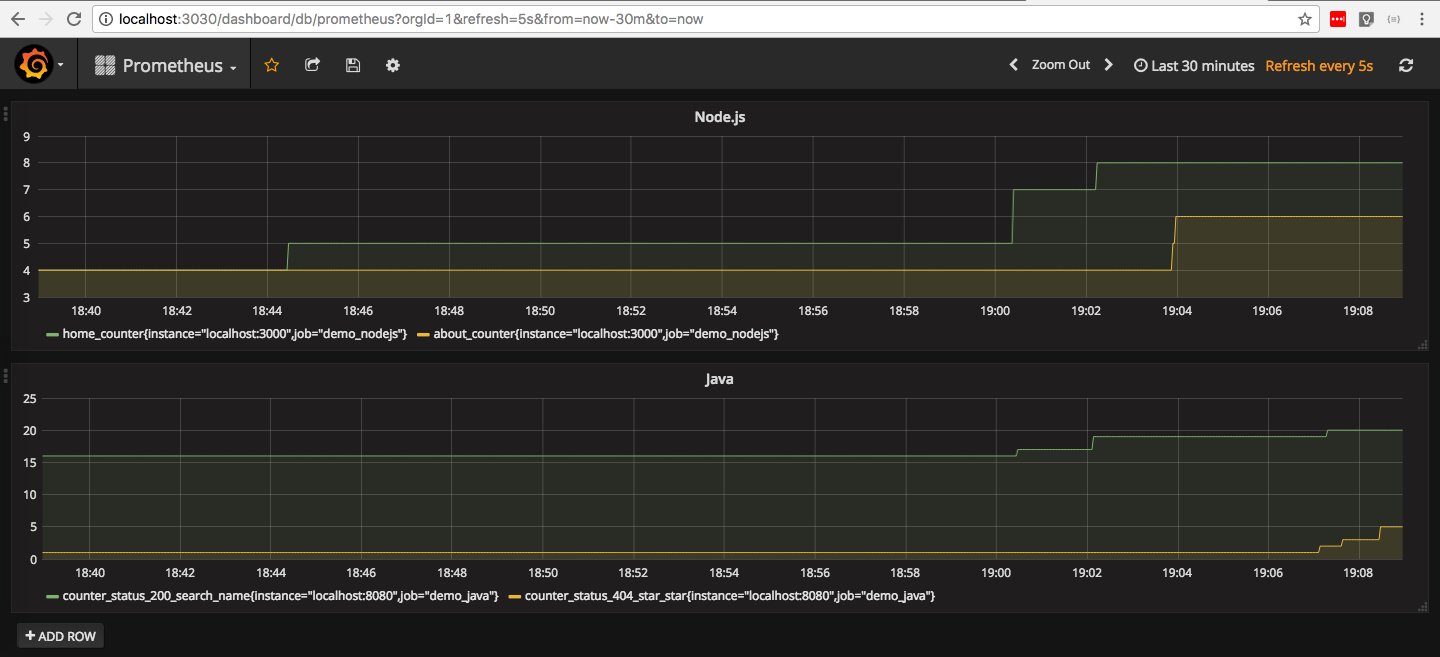 localhost:3030/dashboard/db/prometheus?orgId=1&refresh=5s&from=now-30m&to=now
Prometheus
Zoom Out
Last 30 minutes
Refresh every 5s
Node.js
9
8
7
6
5
4
3
18:40 18:42 18:44 18:46 18:48 18:50 18:52 18:54 18:56 18:58 19:00 19:02 19:04 19:06 19:08
home_counter{instance="localhost:3000",job="demo_nodejs"} about_counter{instance="localhost:3000",job="demo_nodejs"}
Java
25
20
15
10
5
0
18:40 18:42 18:44 18:46 18:48 18:50 18:52 18:54 18:56 18:58 19:00 19:02 19:04 19:06 19:08
counter_status_200_search_name{instance="localhost:8080",job="demo_java"} counter_status_404_star_star{instance="localhost:8080",job="demo_java"}
+ ADD ROW